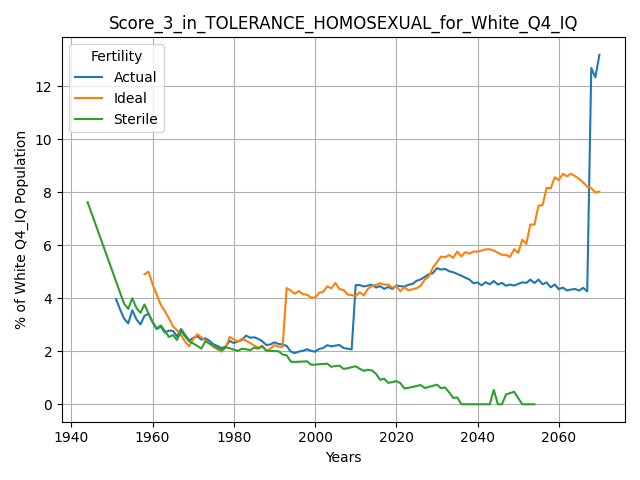 Score_3_in_TOLERANCE_HOMOSEXUAL_for_White_Q4_IQ
Fertility
Actual
Ideal
Sterile
% of White Q4_IQ Population
12
10
8
6
4
2
0
1940 1960 1980 2000 2020 2040 2060
Years